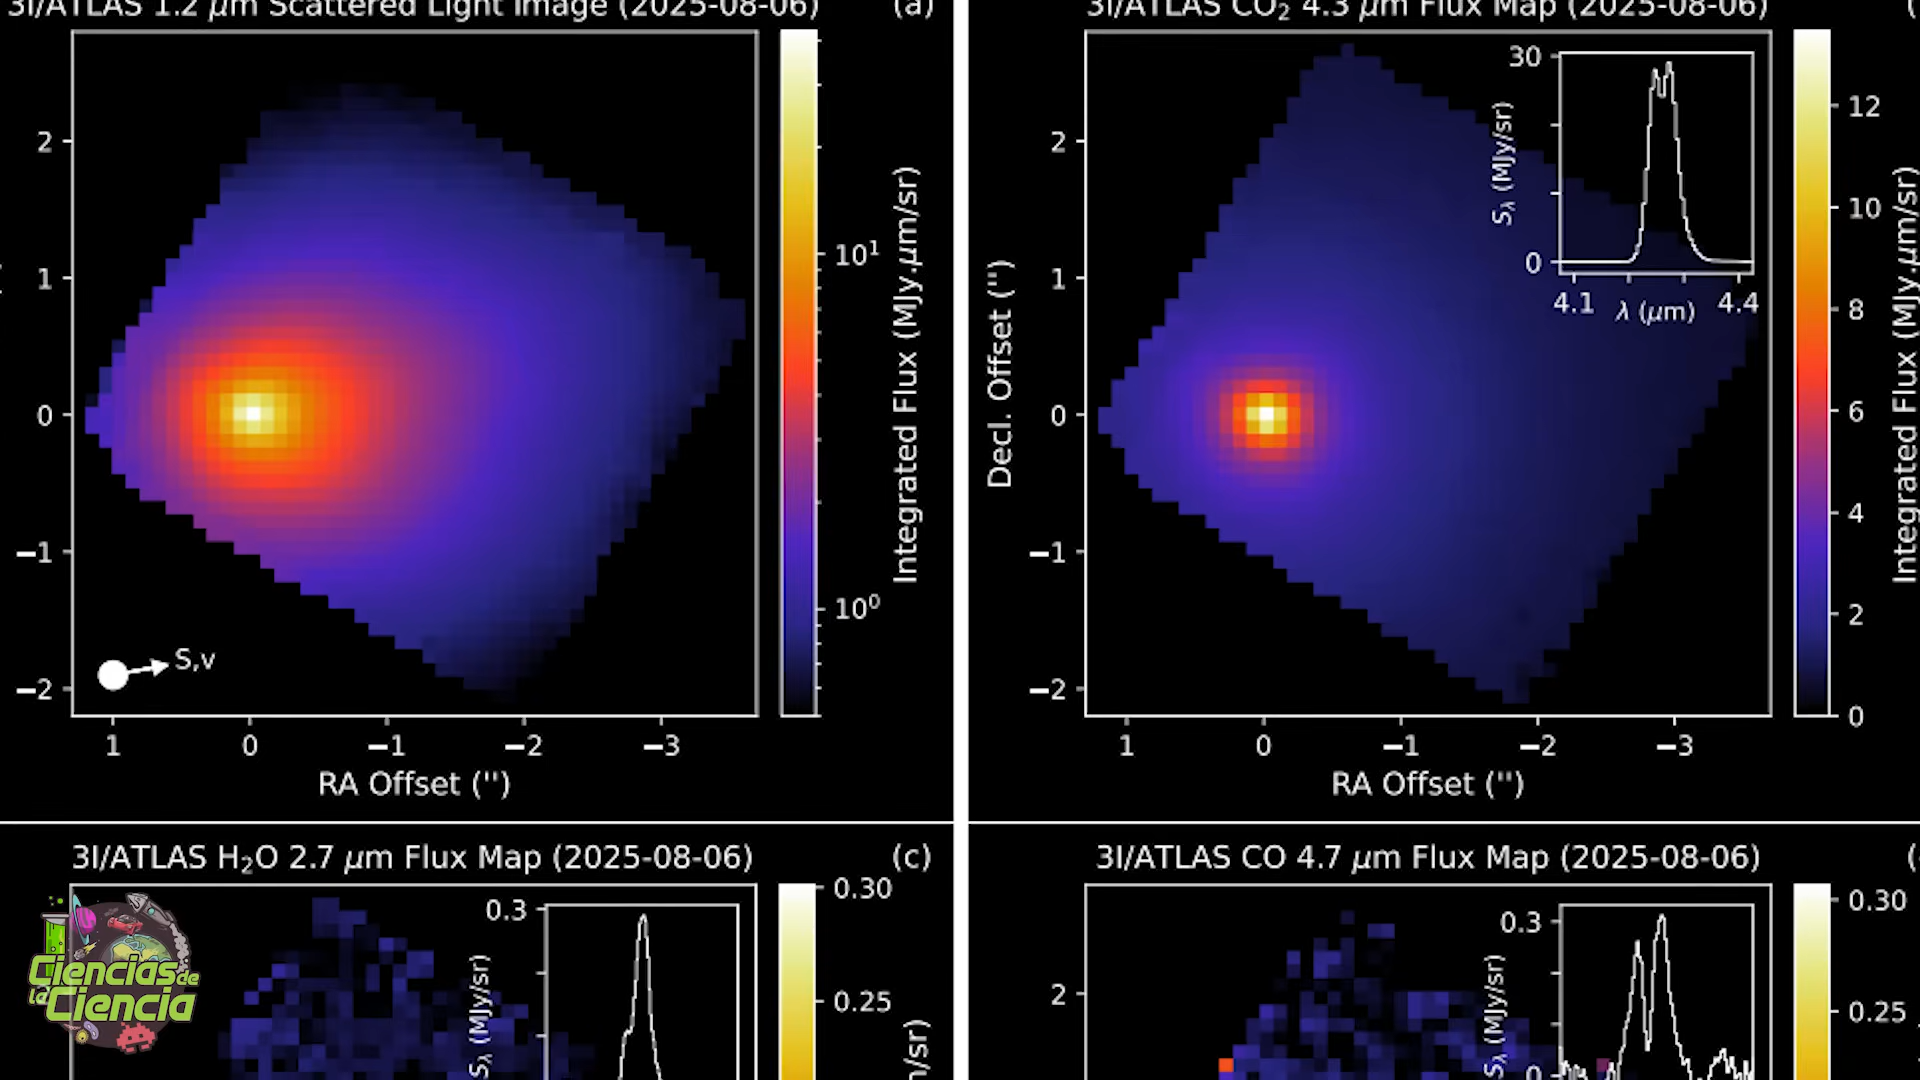 3I/ATLAS 1.2 μm Scattered Light Image (2025-08-06) (a)
2
1
0
−1
−2
1 0 −1 −2 −3
RA Offset ('')
S,v
10¹
10⁰
Integrated Flux (MJy.μm/sr)
3I/ATLAS CO₂ 4.3 μm Flux Map (2025-08-06)
2
1
0
−1
−2
Decl. Offset ('')
1 0 −1 −2 −3
RA Offset ('')
30
0
Sλ (MJy/sr)
4.1 λ (μm) 4.4
12
10
8
6
4
2
0
Integrated Flux (MJy.μm/sr)
3I/ATLAS H₂O 2.7 μm Flux Map (2025-08-06) (c)
0.3
Sλ (MJy/sr)
0.30
0.25
m/sr)
3I/ATLAS CO 4.7 μm Flux Map (2025-08-06)
2
0.3
0
Sλ (MJy/sr)
0.30
0.25
Ciencias de
la Ciencia